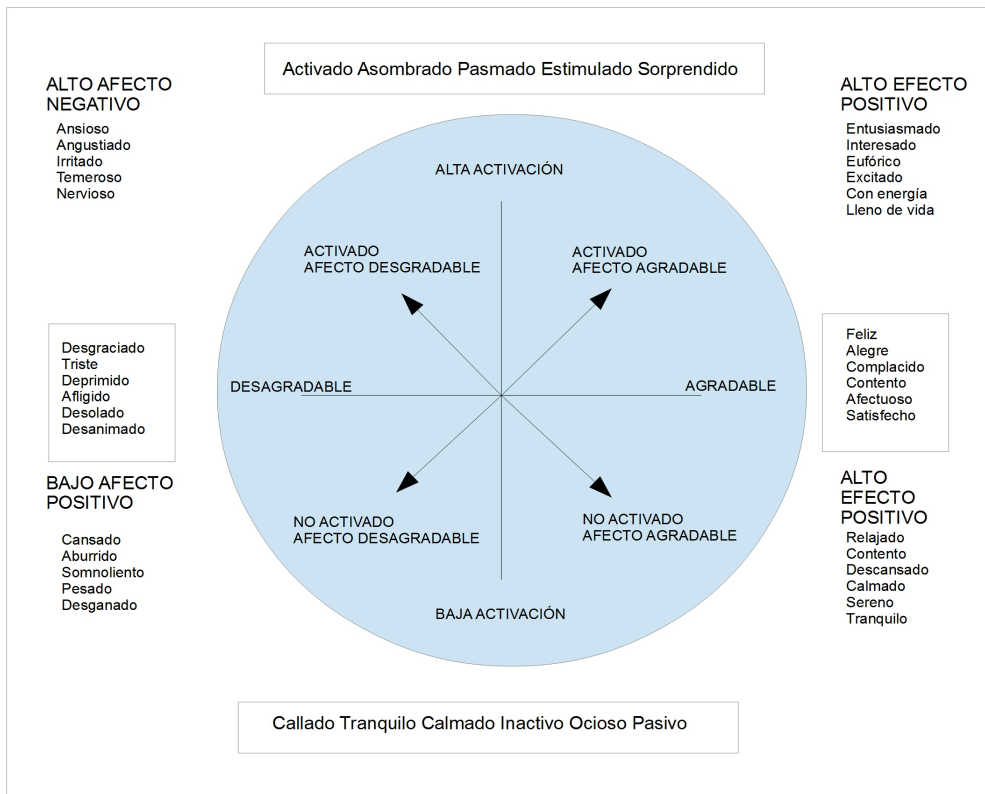 Activado Asombrado Pasmado Estimulado Sorprendido
ALTO AFECTO
NEGATIVO
Ansioso
Angustiado
Irritado
Temeroso
Nervioso
ALTO EFECTO
POSITIVO
Entusiasmado
Interesado
Eufórico
Excitado
Con energía
Lleno de vida
ALTA ACTIVACIÓN
ACTIVADO
AFECTO DESGRADABLE
ACTIVADO
AFECTO AGRADABLE
Desgraciado
Triste
Deprimido
Afligido
Desolado
Desanimado
DESAGRADABLE
AGRADABLE
Feliz
Alegre
Complacido
Contento
Afectuoso
Satisfecho
BAJO AFECTO
POSITIVO
Cansado
Aburrido
Somnoliento
Pesado
Desganado
NO ACTIVADO
AFECTO DESAGRADABLE
NO ACTIVADO
AFECTO AGRADABLE
ALTO
EFECTO
POSITIVO
Relajado
Contento
Descansado
Calmado
Sereno
Tranquilo
BAJA ACTIVACIÓN
Callado Tranquilo Calmado Inactivo Ocioso Pasivo